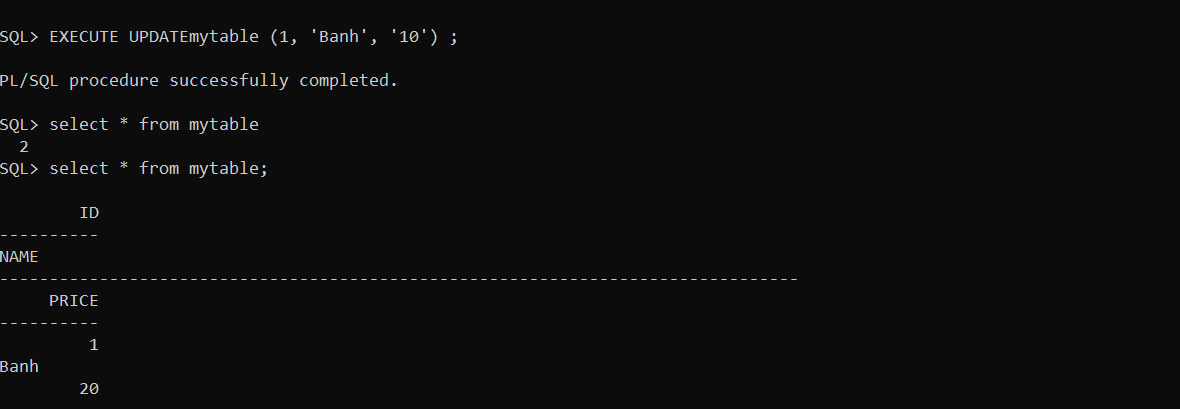 SQL> EXECUTE UPDATEmytable (1, 'Banh', '10') ;
PL/SQL procedure successfully completed.
SQL> select * from mytable
  2
SQL> select * from mytable;
        ID
----------
NAME
--------------------------------------------------------------------------------
     PRICE
----------
         1
Banh
        20